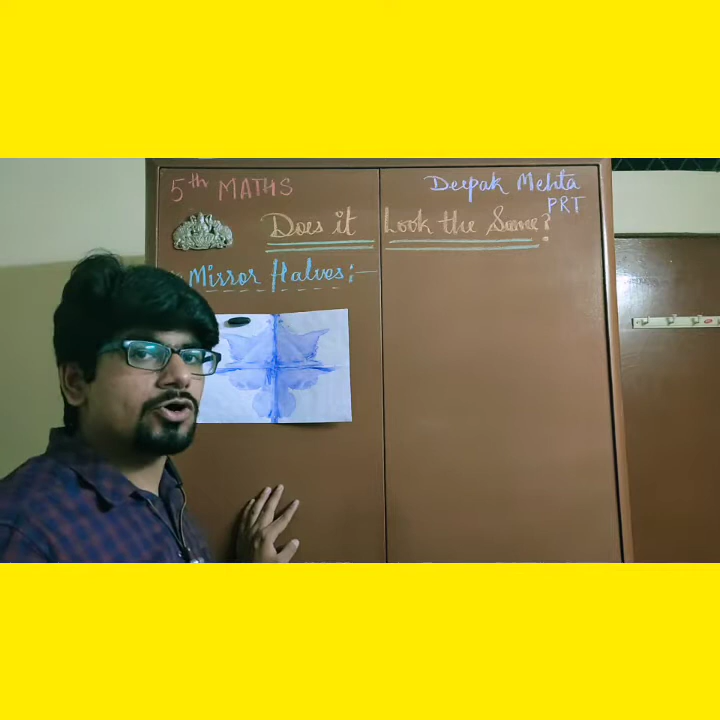 5th MATHS
Deepak Mehta
PRT
Does it Look the Same?
Mirror Halves:-